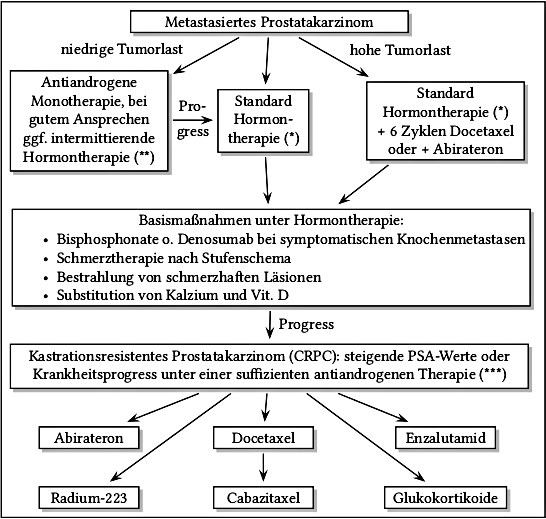 Metastasiertes Prostatakarzinom
niedrige Tumorlast
hohe Tumorlast
Antiandrogene
Monotherapie, bei
gutem Ansprechen
ggf. intermittierende
Hormontherapie (**)
Pro-
gress
Standard
Hormon-
therapie (*)
Standard
Hormontherapie (*)
+ 6 Zyklen Docetaxel
oder + Abirateron
Basismaßnahmen unter Hormontherapie:
• Bisphosphonate o. Denosumab bei symptomatischen Knochenmetastasen
• Schmerztherapie nach Stufenschema
• Bestrahlung von schmerzhaften Läsionen
• Substitution von Kalzium und Vit. D
Progress
Kastrationsresistentes Prostatakarzinom (CRPC): steigende PSA-Werte oder
Krankheitsprogress unter einer suffizienten antiandrogenen Therapie (***)
Abirateron
Docetaxel
Enzalutamid
Radium-223
Cabazitaxel
Glukokortikoide